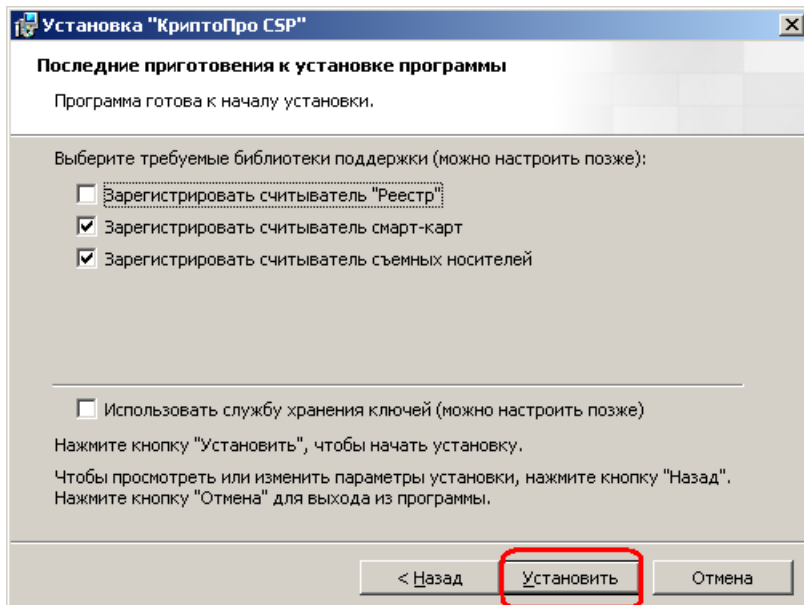 Установка "КриптоПро CSP"
Последние приготовения к установке программы
Программа готова к началу установки.
Выберите требуемые библиотеки поддержки (можно настроить позже):
Зарегистрировать считыватель "Реестр"
Зарегистрировать считыватель смарт-карт
Зарегистрировать считыватель съемных носителей
Использовать службу хранения ключей (можно настроить позже)
Нажмите кнопку "Установить", чтобы начать установку.
Чтобы просмотреть или изменить параметры установки, нажмите кнопку "Назад".
Нажмите кнопку "Отмена" для выхода из программы.
< Назад Установить Отмена